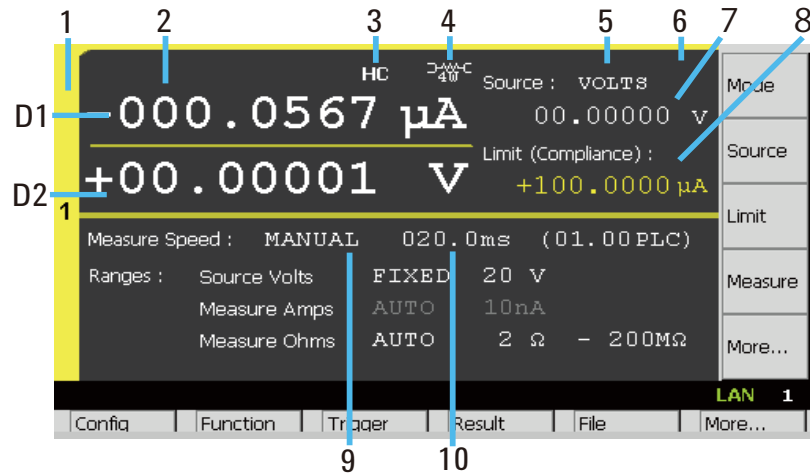 1 2 3 4 5 6 7 8
HC 4W
D1 -000.0567 µA Source : VOLTS Mode
00.00000 V
D2 +00.00001 V Limit (Compliance) : Source
+100.0000 µA
1 Limit
Measure Speed : MANUAL 020.0ms (01.00PLC)
Ranges : Source Volts FIXED 20 V Measure
Measure Amps AUTO 10nA
Measure Ohms AUTO 2 Ω - 200MΩ More...
LAN 1
Config Function Trigger Result File More...
9 10